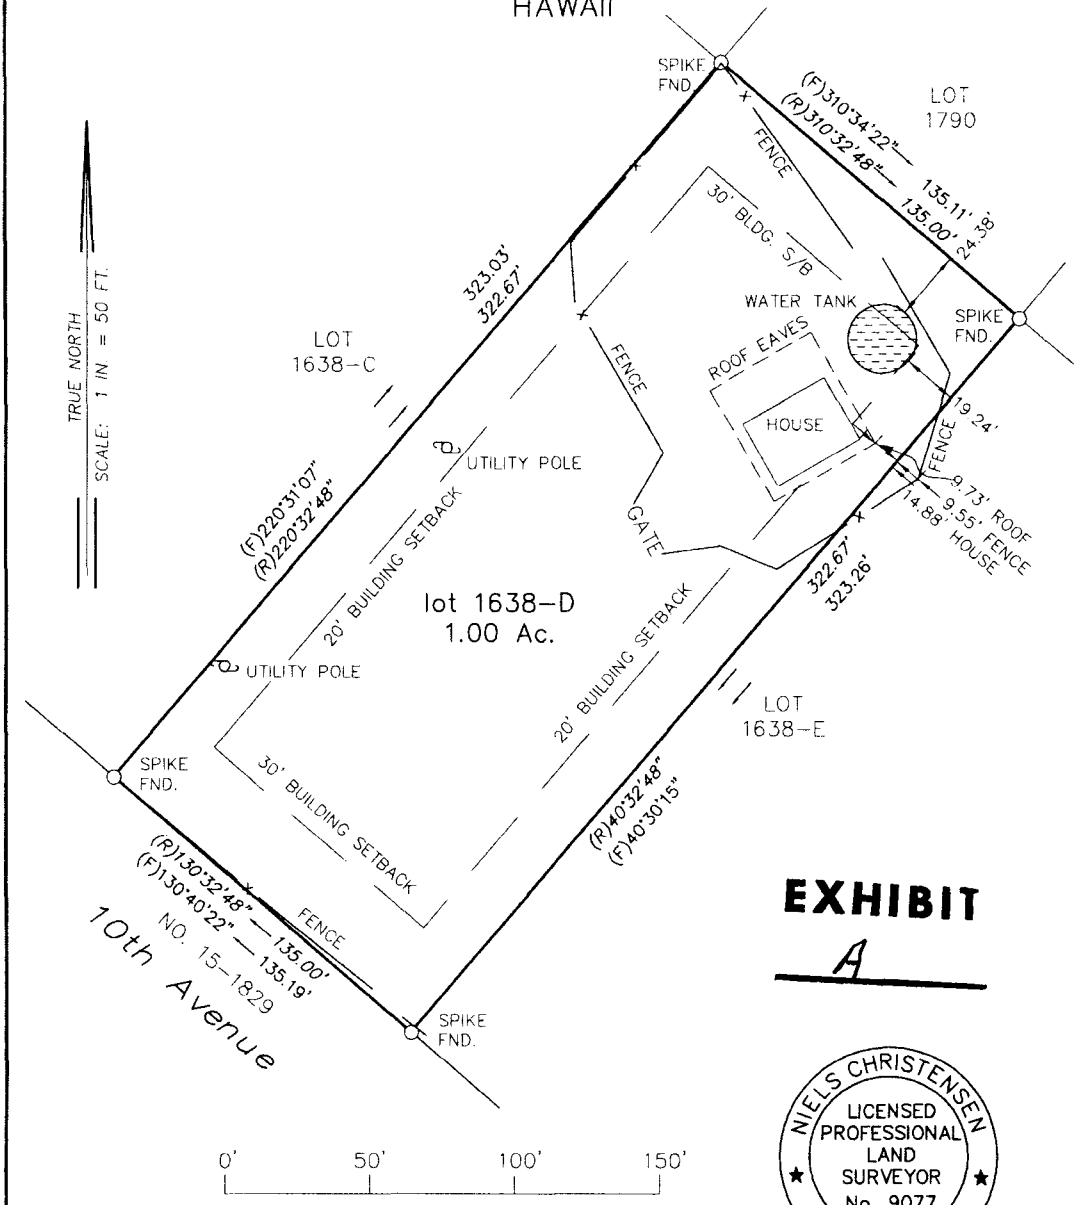 HAWAII
SPIKE
FND.
(F)310°34'22" 135.11'
(R)310°32'48" 135.00'
LOT
1790
FENCE
30' BLDG. S/B
24.38'
TRUE NORTH
SCALE: 1 IN. = 50 FT.
323.03'
322.67'
LOT
1638-C
WATER TANK
SPIKE
FND.
ROOF EAVES
HOUSE
FENCE
19.24'
FENCE
UTILITY POLE
9.73' ROOF
9.55' FENCE
14.88' HOUSE
(F)220°31'07"
(R)220°32'48"
GATE
20' BUILDING SETBACK
322.67'
323.26'
lot 1638-D
1.00 Ac.
20' BUILDING SETBACK
UTILITY POLE
LOT
1638-E
SPIKE
FND.
30' BUILDING SETBACK
(R)40°32'48"
(F)40°30'15"
(R)130°32'48" 135.00'
(F)130°40'22" 135.19'
FENCE
NO. 15-1829
10th Avenue
SPIKE
FND.
EXHIBIT
A
NIELS CHRISTENSEN
LICENSED
PROFESSIONAL
LAND
SURVEYOR
No. 9077
0' 50' 100' 150'